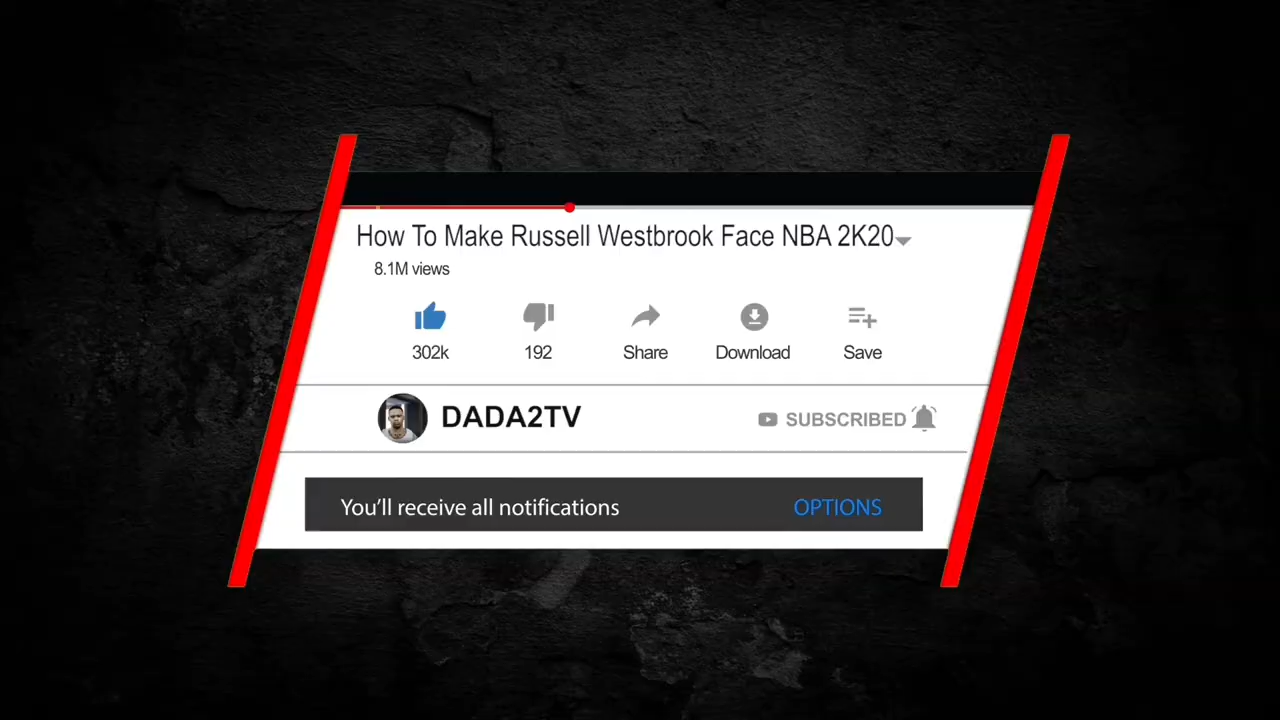 How To Make Russell Westbrook Face NBA 2K20
8.1M views
302k 192 Share Download Save
DADA2TV SUBSCRIBED
You'll receive all notifications OPTIONS